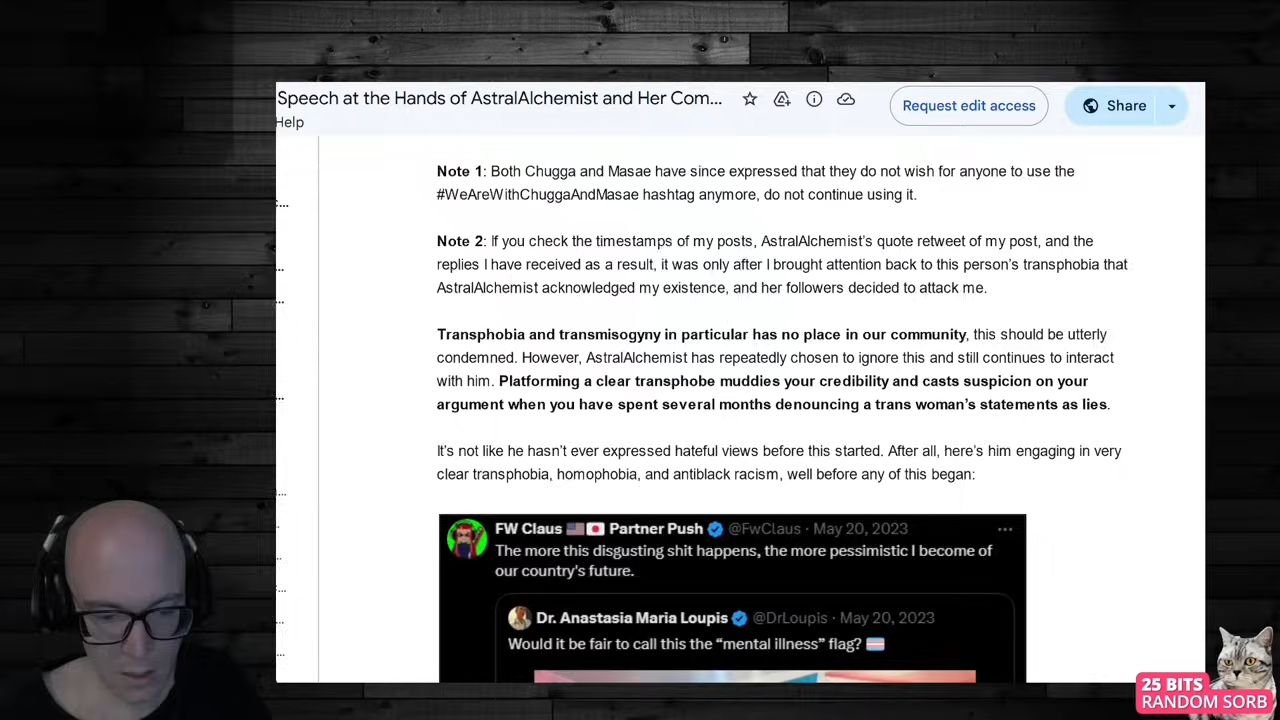 Speech at the Hands of AstralAlchemist and Her Com...
Request edit access
Share
Help
Note 1: Both Chugga and Masae have since expressed that they do not wish for anyone to use the
#WeAreWithChuggaAndMasae hashtag anymore, do not continue using it.
Note 2: If you check the timestamps of my posts, AstralAlchemist's quote retweet of my post, and the
replies I have received as a result, it was only after I brought attention back to this person's transphobia that
AstralAlchemist acknowledged my existence, and her followers decided to attack me.
Transphobia and transmisogyny in particular has no place in our community, this should be utterly
condemned. However, AstralAlchemist has repeatedly chosen to ignore this and still continues to interact
with him. Platforming a clear transphobe muddies your credibility and casts suspicion on your
argument when you have spent several months denouncing a trans woman's statements as lies.
It's not like he hasn't ever expressed hateful views before this started. After all, here's him engaging in very
clear transphobia, homophobia, and antiblack racism, well before any of this began:
FW Claus 🇺🇸🇯🇵 Partner Push @FwClaus · May 20, 2023
The more this disgusting shit happens, the more pessimistic I become of
our country's future.
Dr. Anastasia Maria Loupis @DrLoupis · May 20, 2023
Would it be fair to call this the "mental illness" flag? 🏳️‍⚧️
25 BITS
RANDOM SORB